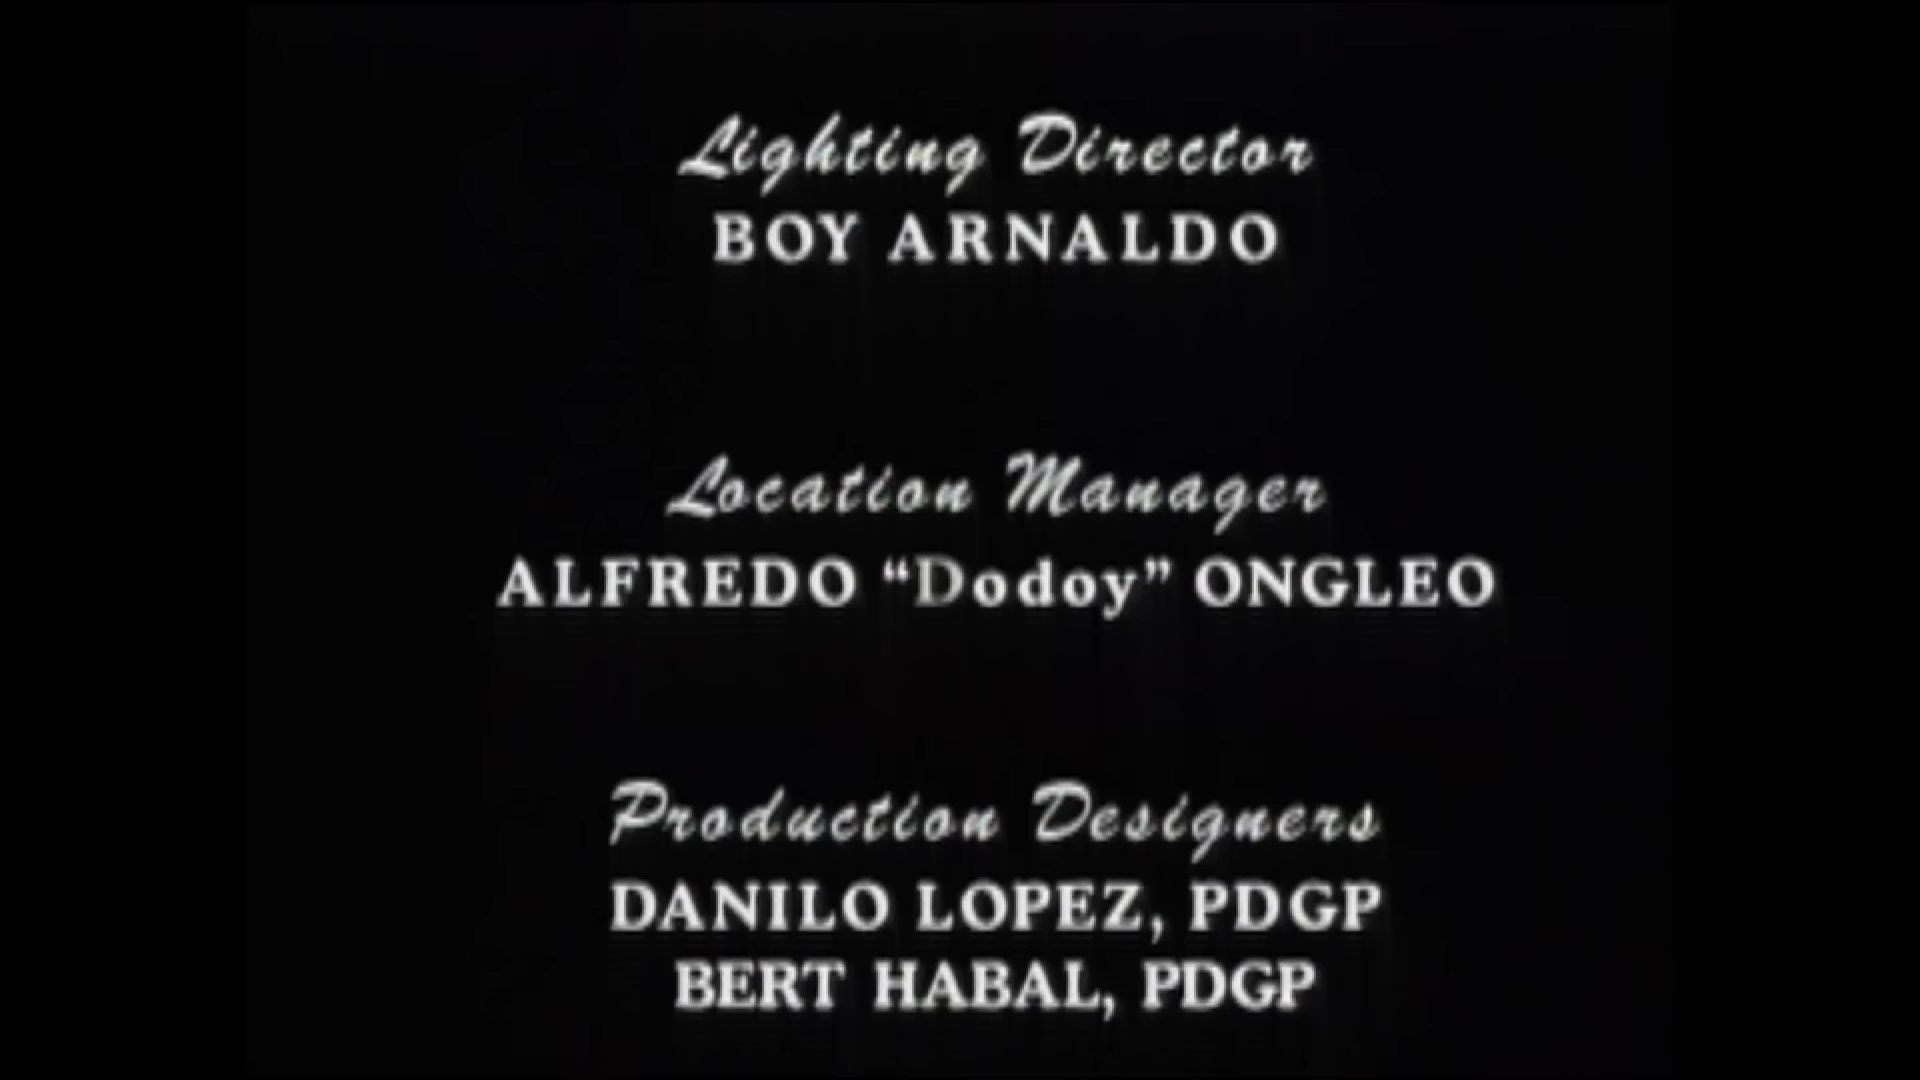 Lighting Director
BOY ARNALDO
Location Manager
ALFREDO “Dodoy” ONGLEO
Production Designers
DANILO LOPEZ, PDGP
BERT HABAL, PDGP